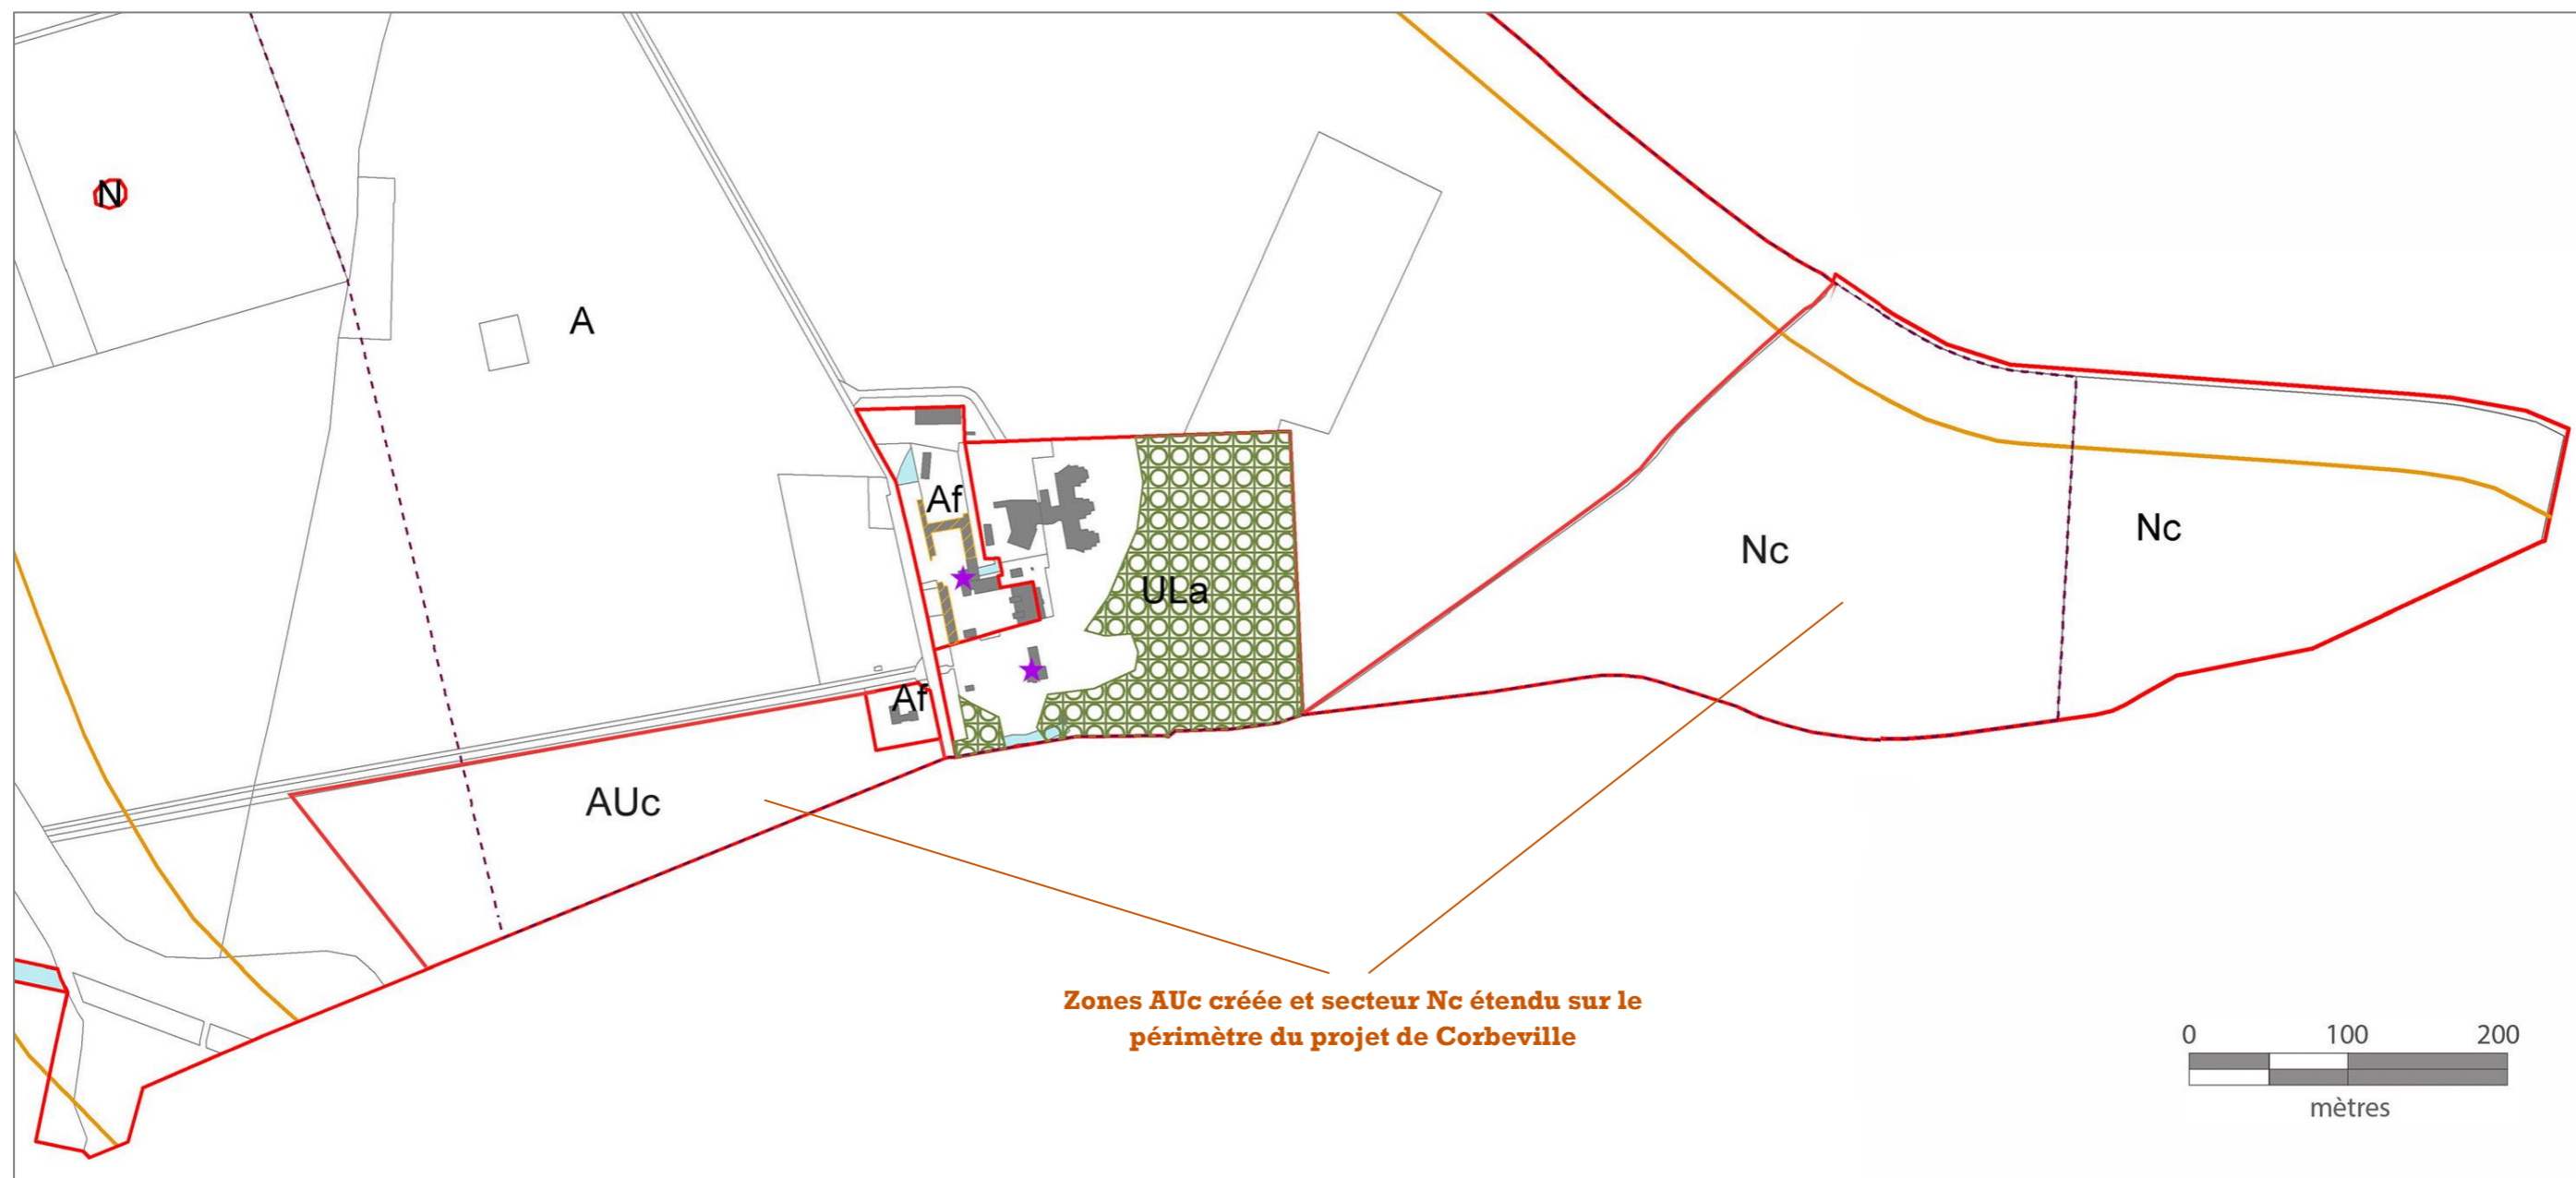 N
A
Af
ULa
Nc
Nc
Af
AUc
Zones AUc créée et secteur Nc étendu sur le
périmètre du projet de Corbeville
0 100 200
mètres